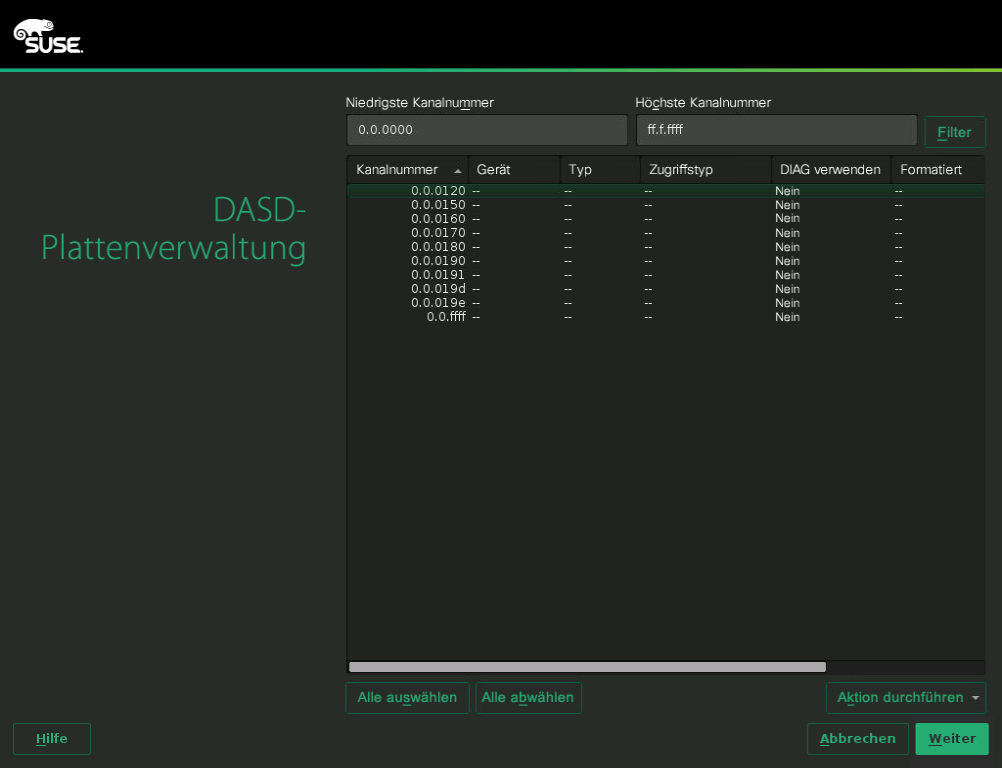 SUSE.
Niedrigste Kanalnummer
Höchste Kanalnummer
0.0.0000
ff.f.ffff
Filter
DASD-
Plattenverwaltung
Kanalnummer Gerät Typ Zugriffstyp DIAG verwenden Formatiert
0.0.0120 -- -- -- Nein --
0.0.0150 -- -- -- Nein --
0.0.0160 -- -- -- Nein --
0.0.0170 -- -- -- Nein --
0.0.0180 -- -- -- Nein --
0.0.0190 -- -- -- Nein --
0.0.0191 -- -- -- Nein --
0.0.019d -- -- -- Nein --
0.0.019e -- -- -- Nein --
0.0.ffff -- -- -- Nein --
Alle auswählen
Alle abwählen
Aktion durchführen
Hilfe
Abbrechen
Weiter